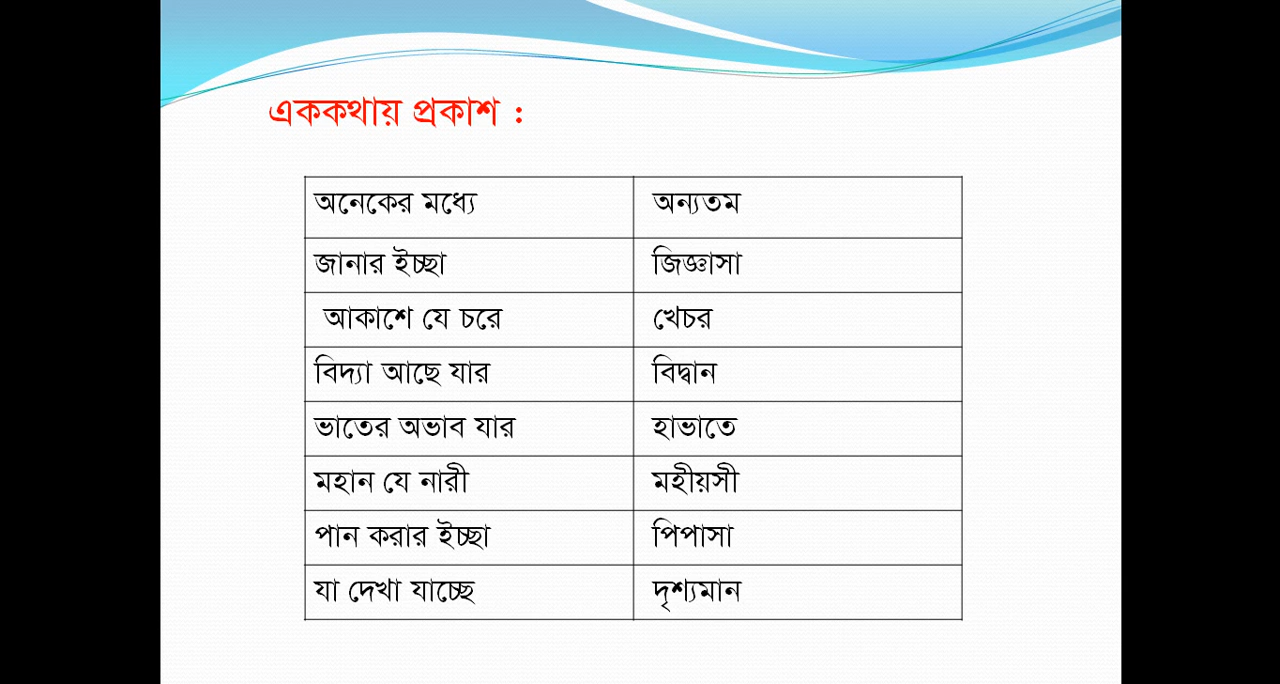 এককথায় প্রকাশ :
অনেকের মধ্যে অন্যতম
জানার ইচ্ছা জিজ্ঞাসা
আকাশে যে চরে খেচর
বিদ্যা আছে যার বিদ্বান
ভাতের অভাব যার হাভাতে
মহান যে নারী মহীয়সী
পান করার ইচ্ছা পিপাসা
যা দেখা যাচ্ছে দৃশ্যমান